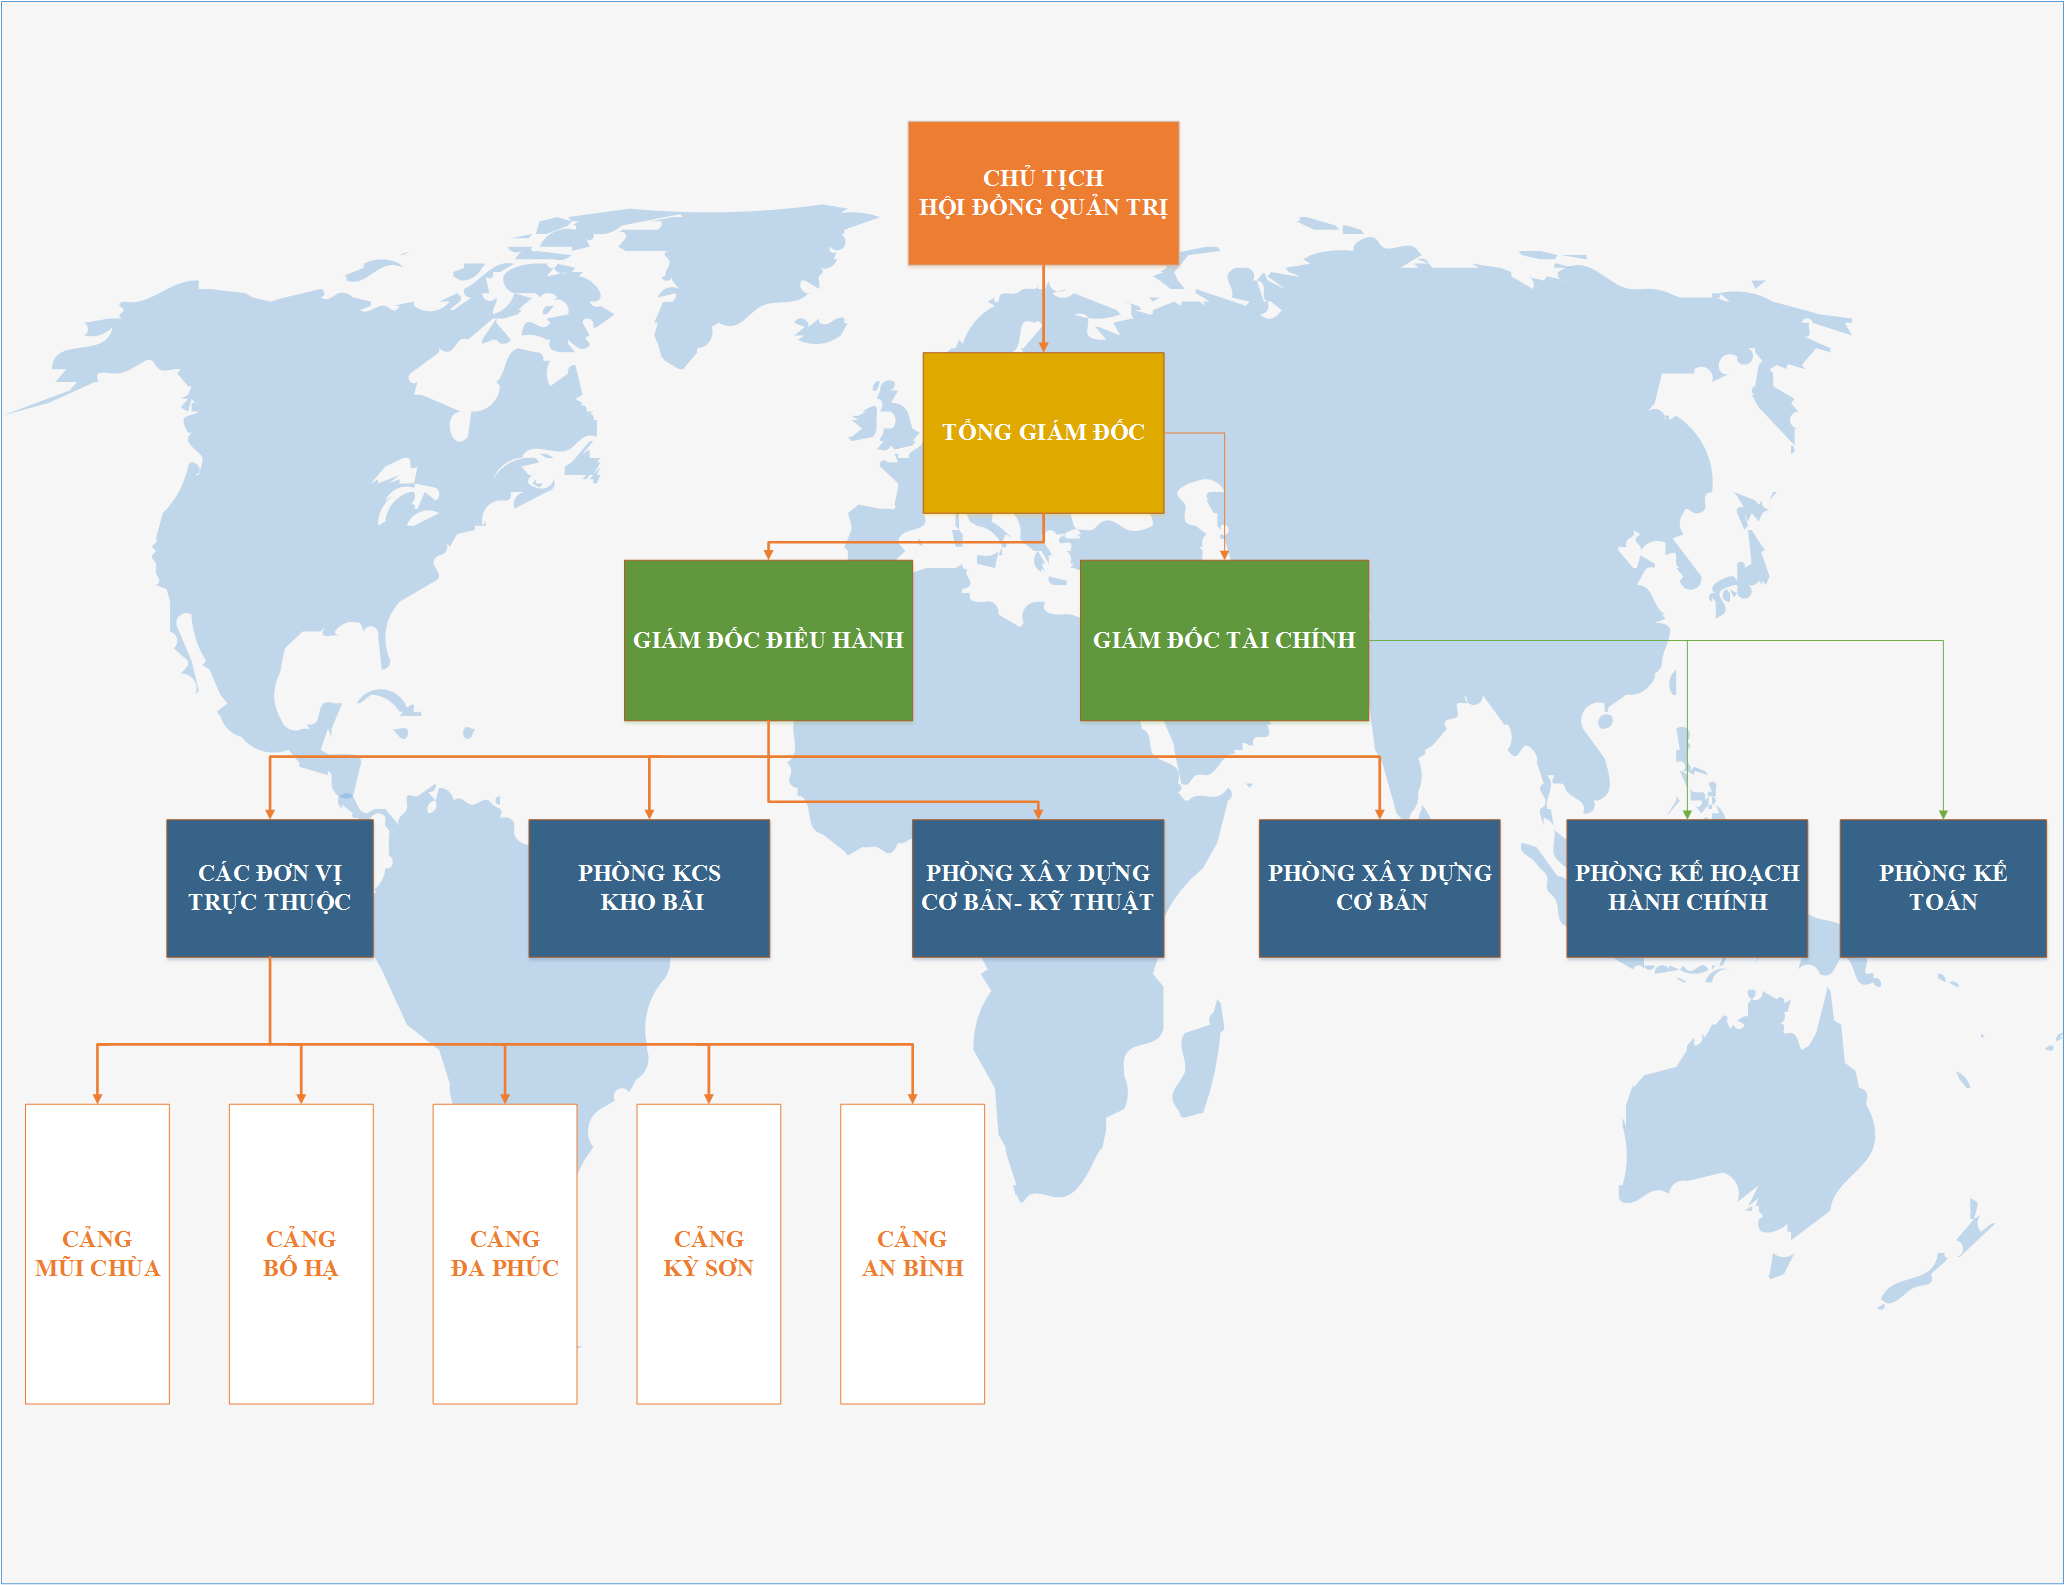 CHỦ TỊCH
HỘI ĐỒNG QUẢN TRỊ
TỔNG GIÁM ĐỐC
GIÁM ĐỐC ĐIỀU HÀNH
GIÁM ĐỐC TÀI CHÍNH
CÁC ĐƠN VỊ
TRỰC THUỘC
PHÒNG KCS
KHO BÃI
PHÒNG XÂY DỰNG
CƠ BẢN- KỸ THUẬT
PHÒNG XÂY DỰNG
CƠ BẢN
PHÒNG KẾ HOẠCH
HÀNH CHÍNH
PHÒNG KẾ
TOÁN
CẢNG
MŨI CHÙA
CẢNG
BỐ HẠ
CẢNG
ĐA PHÚC
CẢNG
KỲ SƠN
CẢNG
AN BÌNH